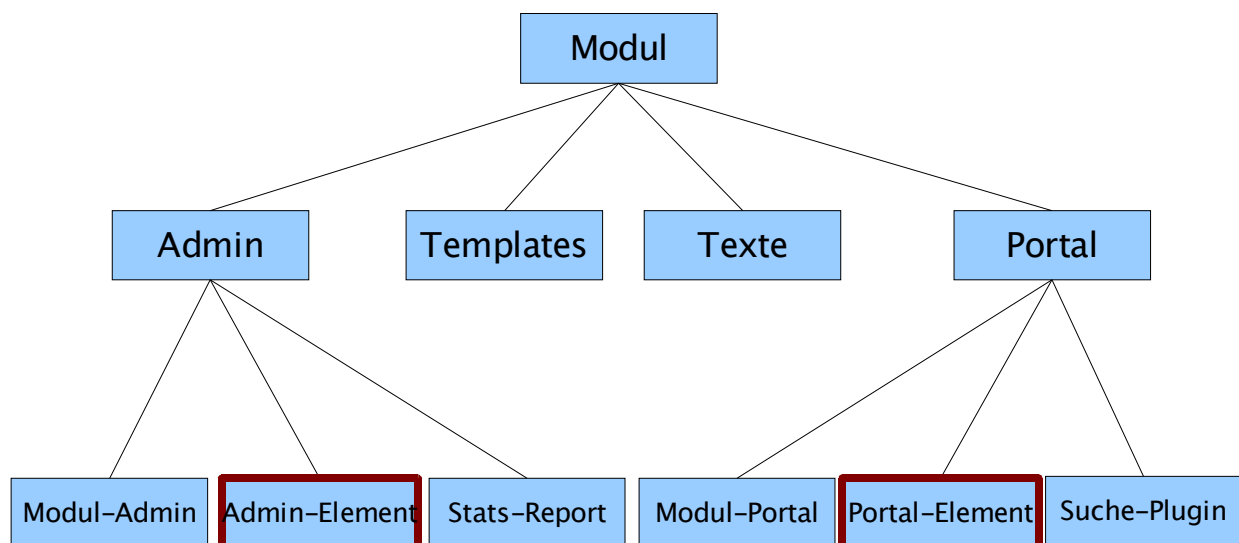 Modul
Admin
Templates
Texte
Portal
Modul-Admin
Admin-Element
Stats-Report
Modul-Portal
Portal-Element
Suche-Plugin